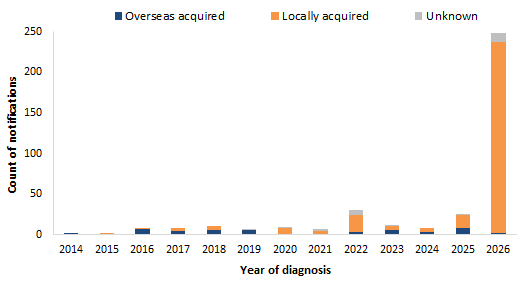 Overseas acquired Locally acquired Unknown
250
200
150
100
50
0
Count of notifications
2014 2015 2016 2017 2018 2019 2020 2021 2022 2023 2024 2025 2026
Year of diagnosis